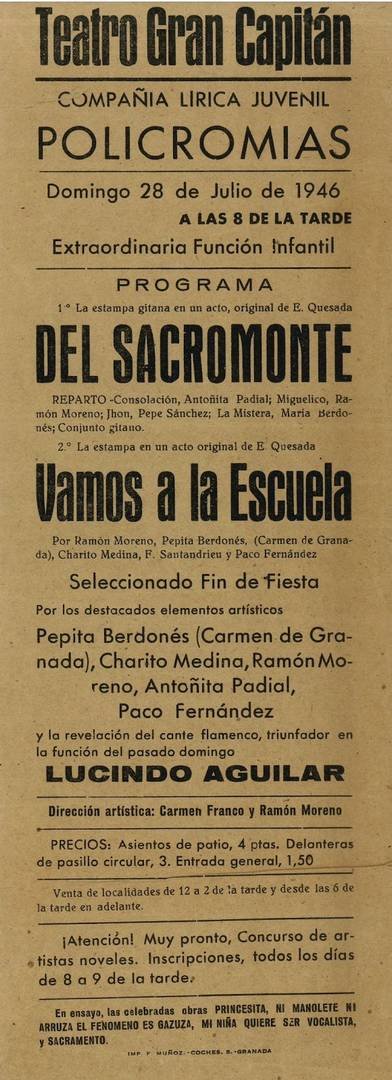 Teatro Gran Capitán
COMPAÑIA LÍRICA JUVENIL
POLICROMIAS
Domingo 28 de Julio de 1946
A LAS 8 DE LA TARDE
Extraordinaria Función Infantil
PROGRAMA
1.º La estampa gitana en un acto, original de E. Quesada
DEL SACROMONTE
REPARTO -Consolación, Antoñita Padial; Miguelico, Ra-
món Moreno; Jhon, Pepe Sánchez; La Mistera, Maria Berdo-
nés; Conjunto gitano.
2.º La estampa en un acto original de E Quesada
Vamos a la Escuela
Por Ramón Moreno, Pepita Berdonés, (Carmen de Grana-
da), Charito Medina, F. Santandrieu y Paco Fernández
Seleccionado Fin de Fiesta
Por los destacados elementos artísticos
Pepita Berdonés (Carmen de Gra-
nada), Charito Medina, Ramón Mo-
reno, Antoñita Padial,
Paco Fernández
y la revelación del cante flamenco, triunfador en
la función del pasado domingo
LUCINDO AGUILAR
Dirección artística: Carmen Franco y Ramón Moreno
PRECIOS: Asientos de patio, 4 ptas. Delanteras
de pasillo circular, 3. Entrada general, 1,50
Venta de localidades de 12 a 2 de la tarde y desde las 6 de
la tarde en adelante.
¡Atención! Muy pronto, Concurso de ar-
tistas noveles. Inscripciones, todos los días
de 8 a 9 de la tarde.
En ensayo, las celebradas obras PRINCESITA, NI MANOLETE NI
ARRUZA EL FENOMENO ES GAZUZA, MI NIÑA QUIERE SER VOCALISTA,
y SACRAMENTO.
IMP. F MUÑOZ.-COCHES, 5.-GRANADA